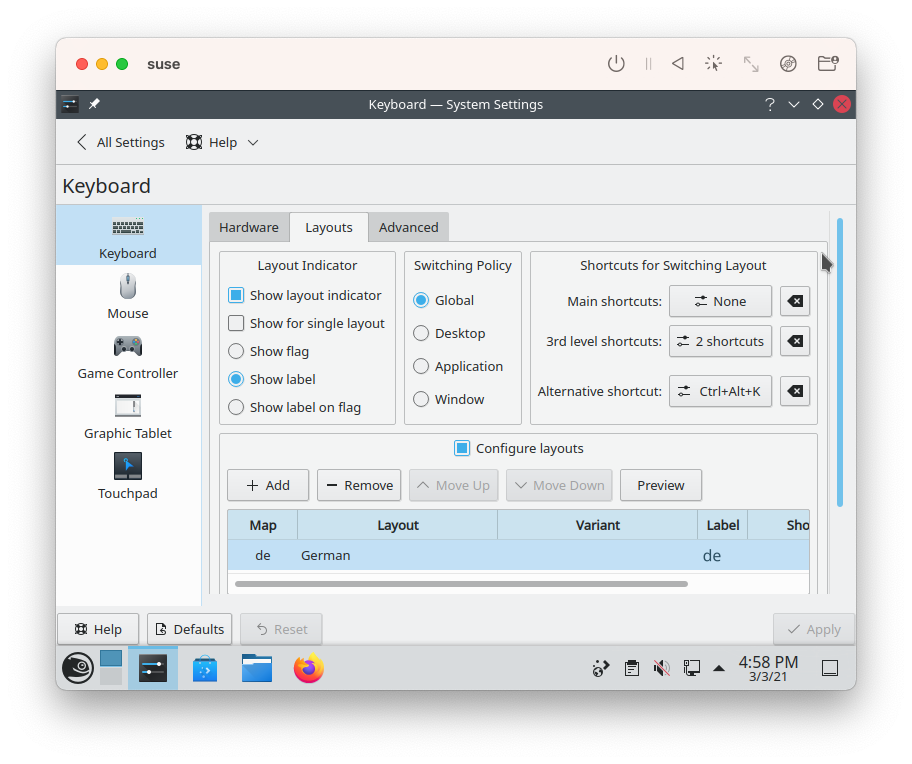 suse
Keyboard — System Settings
All Settings Help
Keyboard
Keyboard
Mouse
Game Controller
Graphic Tablet
Touchpad
Hardware Layouts Advanced
Layout Indicator
Show layout indicator
Show for single layout
Show flag
Show label
Show label on flag
Switching Policy
Global
Desktop
Application
Window
Shortcuts for Switching Layout
Main shortcuts: None
3rd level shortcuts: 2 shortcuts
Alternative shortcut: Ctrl+Alt+K
Configure layouts
Add Remove Move Up Move Down Preview
Map Layout Variant Label Sho
de German de
Help Defaults Reset Apply
4:58 PM
3/3/21